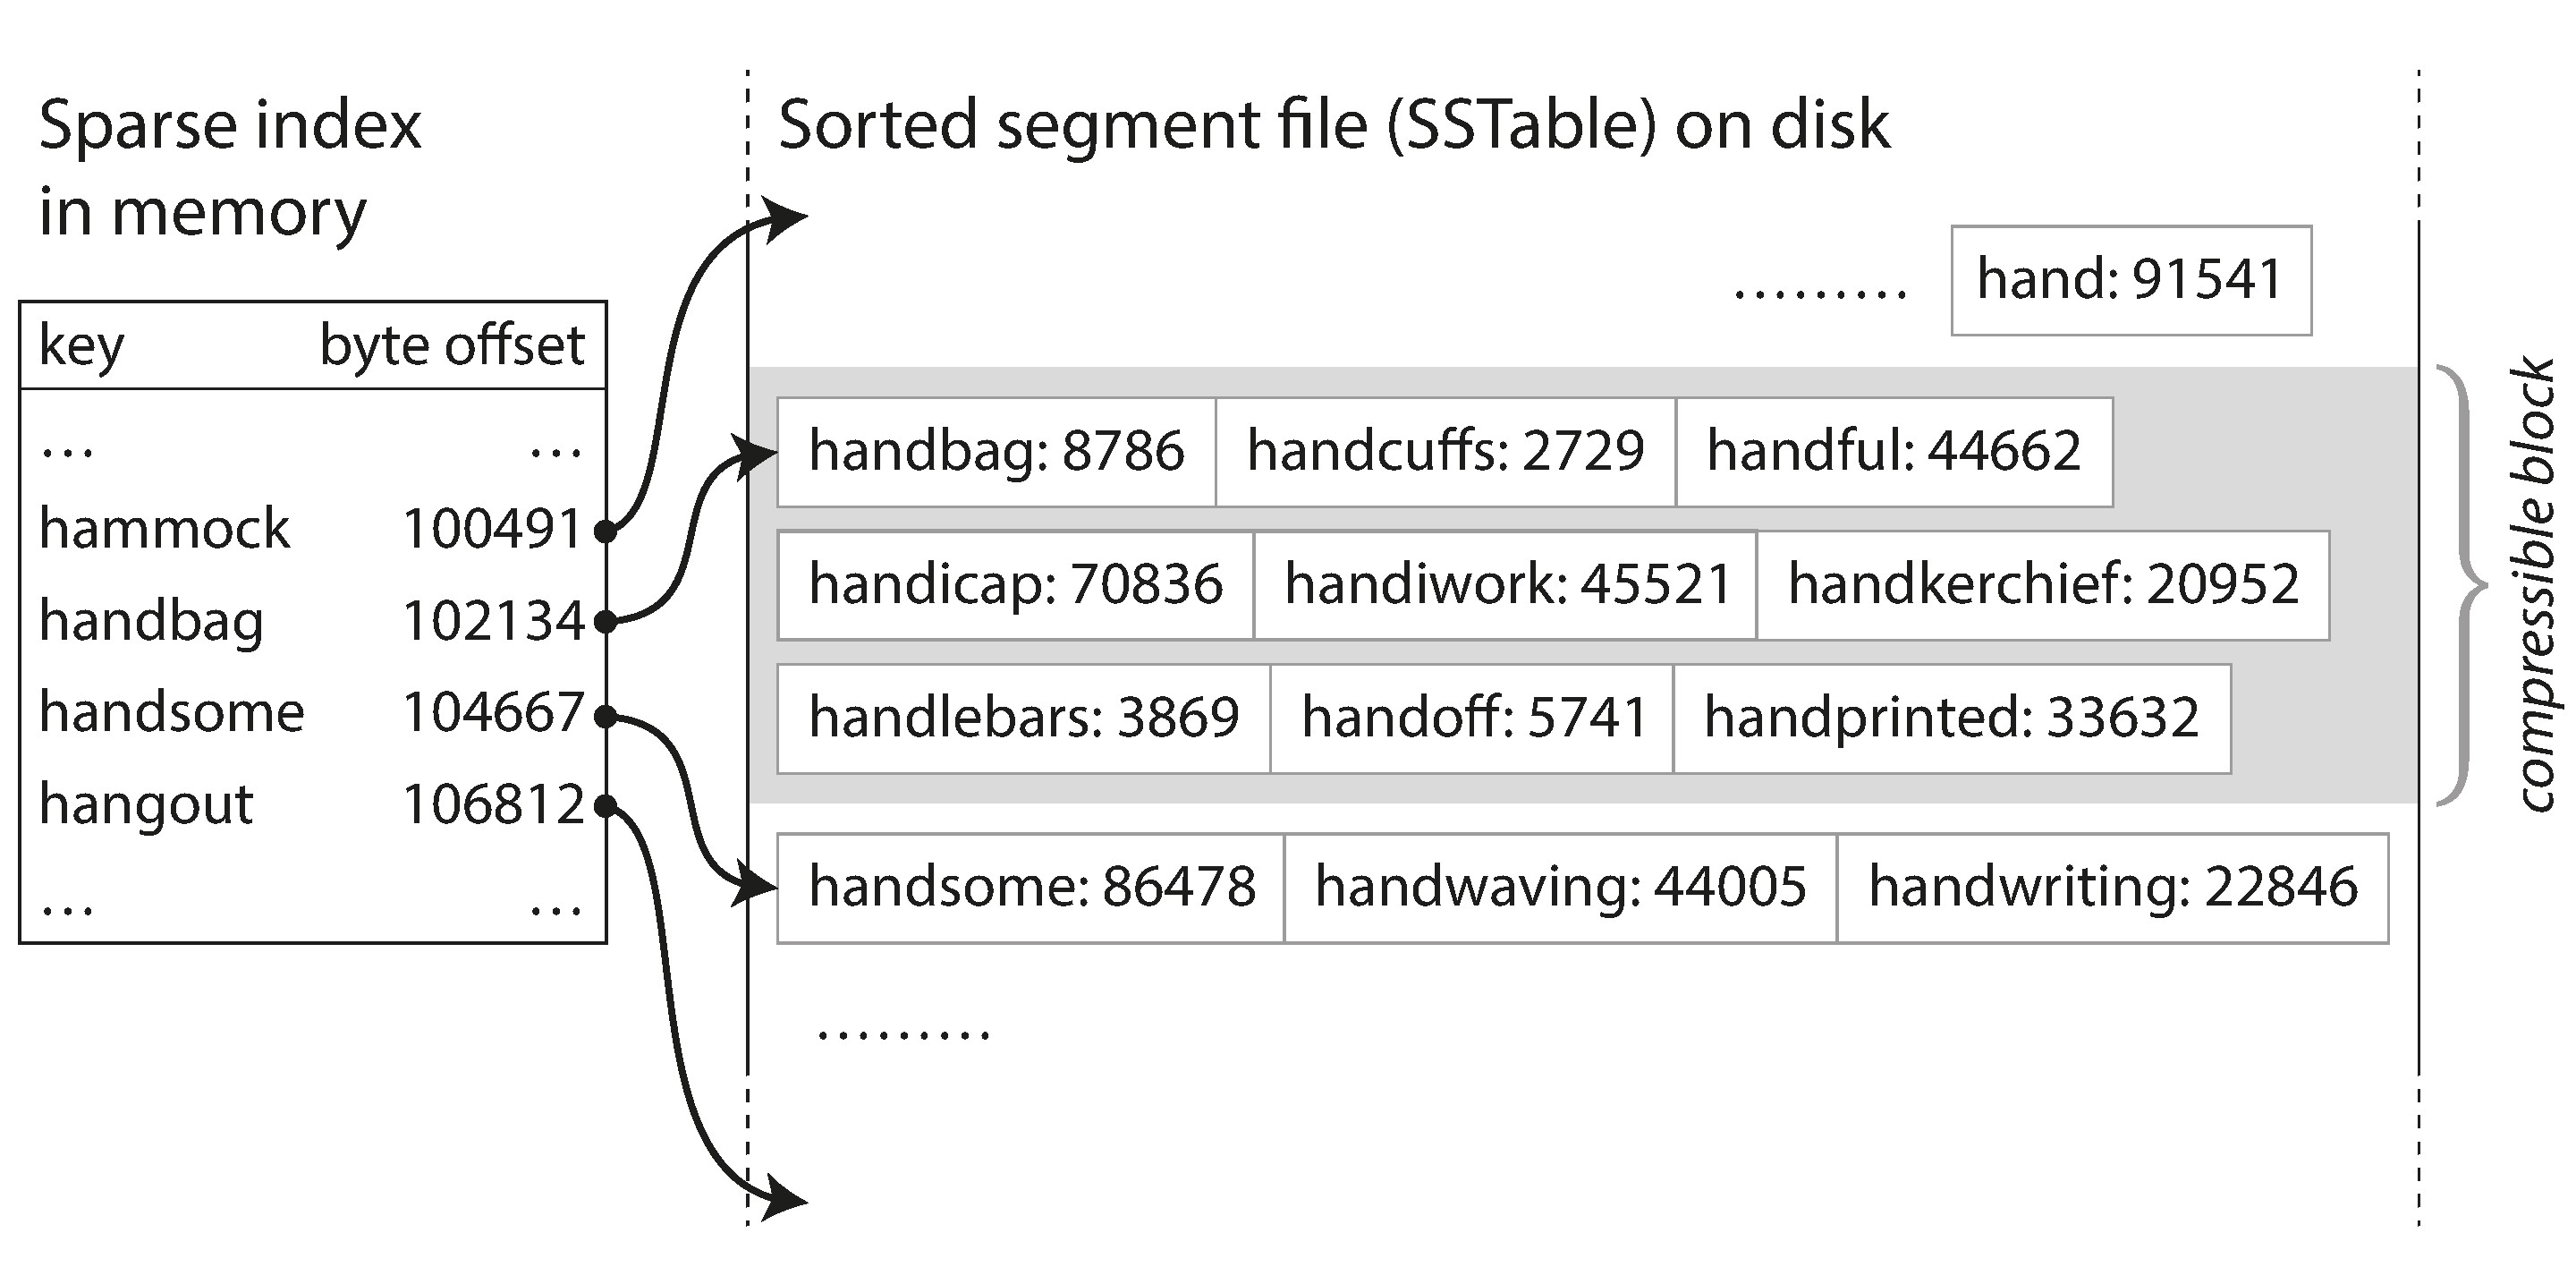 Sparse index
in memory
key byte offset
... ...
hammock 100491
handbag 102134
handsome 104667
hangout 106812
... ...
Sorted segment file (SSTable) on disk
......... hand: 91541
handbag: 8786 handcuffs: 2729 handful: 44662
handicap: 70836 handiwork: 45521 handkerchief: 20952
handlebars: 3869 handoff: 5741 handprinted: 33632
handsome: 86478 handwaving: 44005 handwriting: 22846
.........
compressible block